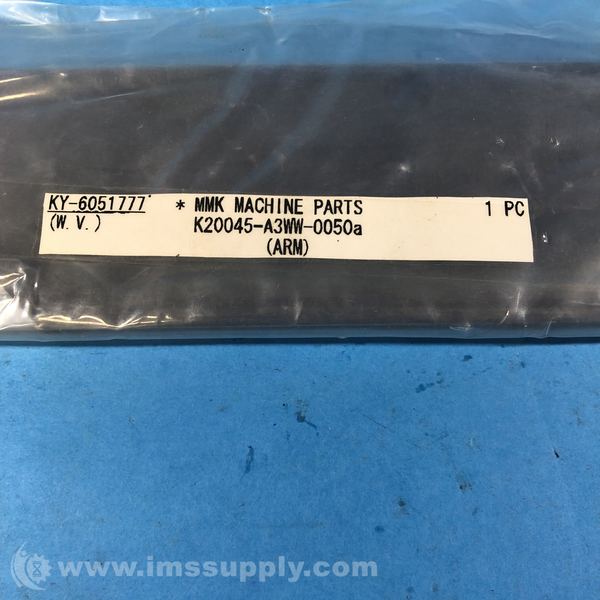 KY-6051777 * MMK MACHINE PARTS 1 PC
(W. V.) K20045-A3WW-0050a
(ARM)
www.imssupply.com